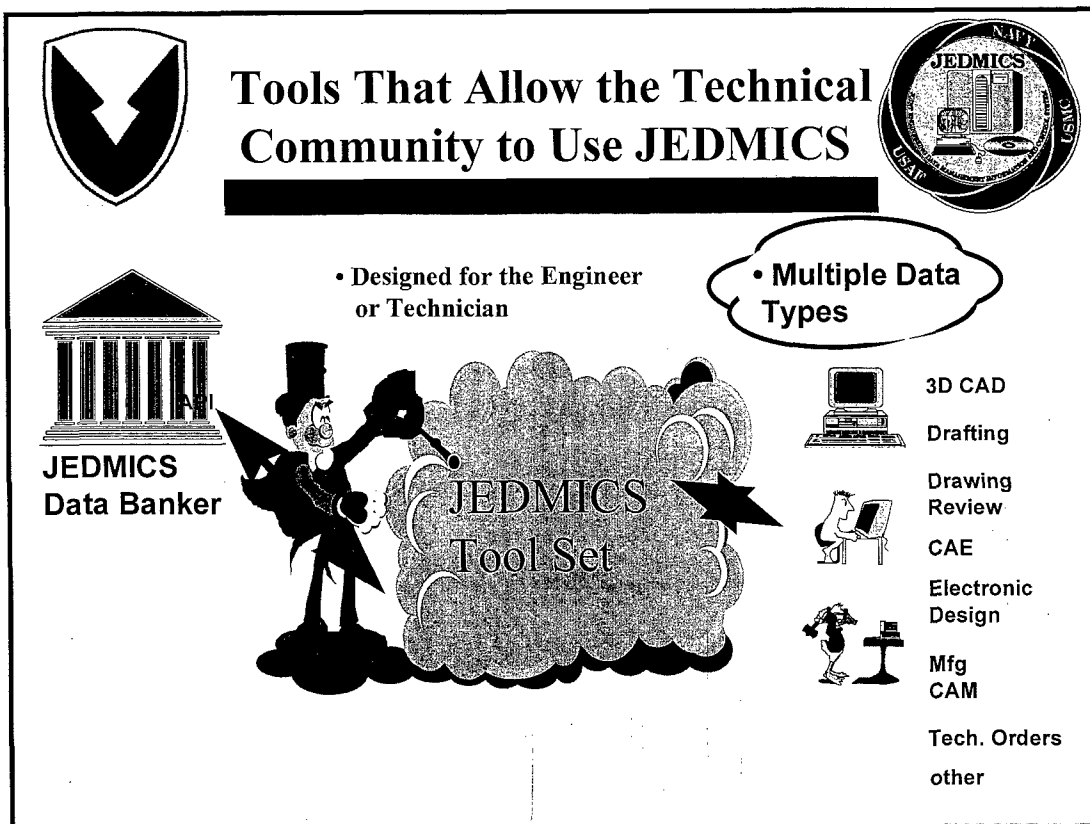 Tools That Allow the Technical
Community to Use JEDMICS
NAVY
JEDMICS
USMC
USAF
• Designed for the Engineer
or Technician
• Multiple Data
Types
API
JEDMICS
Data Banker
JEDMICS
Tool Set
3D CAD
Drafting
Drawing
Review
CAE
Electronic
Design
Mfg
CAM
Tech. Orders
other